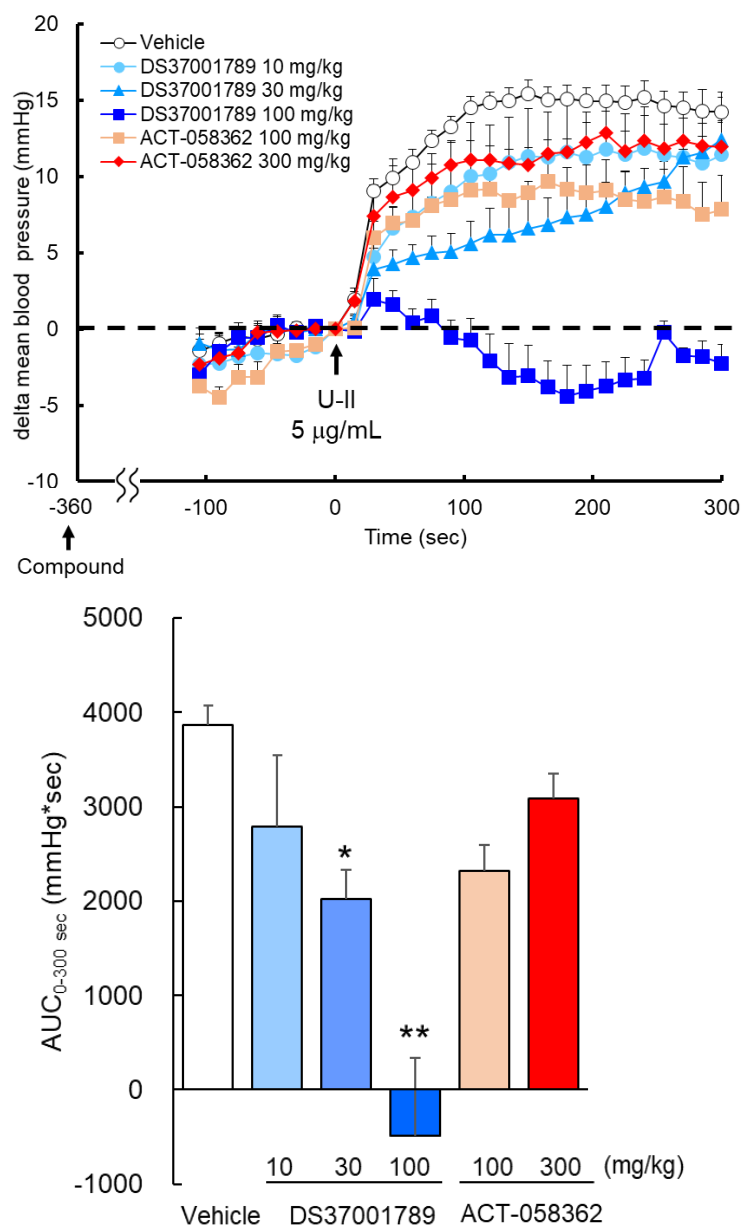 20
15
10
5
0
-5
-10
delta mean blood pressure (mmHg)
Vehicle
DS37001789 10 mg/kg
DS37001789 30 mg/kg
DS37001789 100 mg/kg
ACT-058362 100 mg/kg
ACT-058362 300 mg/kg
U-II
5 μg/mL
-360
-100
0
100
200
300
Time (sec)
Compound
5000
4000
3000
2000
1000
0
-1000
AUC0-300 sec (mmHg*sec)
*
**
10 30 100 100 300 (mg/kg)
Vehicle DS37001789 ACT-058362